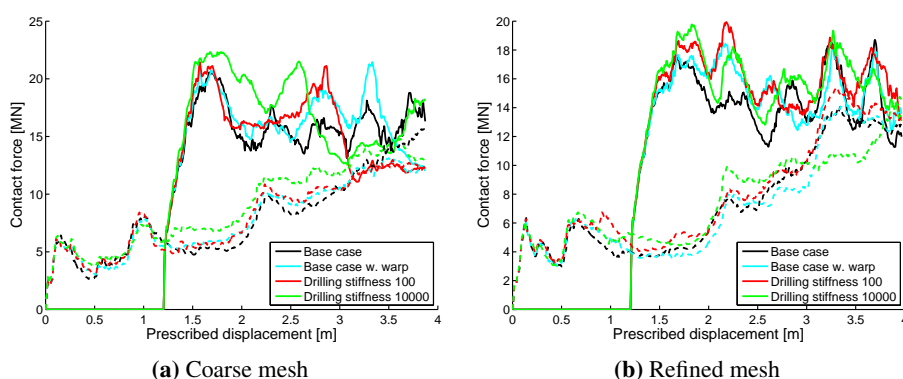 Contact force [MN]
25
20
15
10
5
0
0 0.5 1 1.5 2 2.5 3 3.5 4
Prescribed displacement [m]
Base case
Base case w. warp
Drilling stiffness 100
Drilling stiffness 10000
(a) Coarse mesh
Contact force [MN]
20
18
16
14
12
10
8
6
4
2
0
0 0.5 1 1.5 2 2.5 3 3.5 4
Prescribed displacement [m]
Base case
Base case w. warp
Drilling stiffness 100
Drilling stiffness 10000
(b) Refined mesh